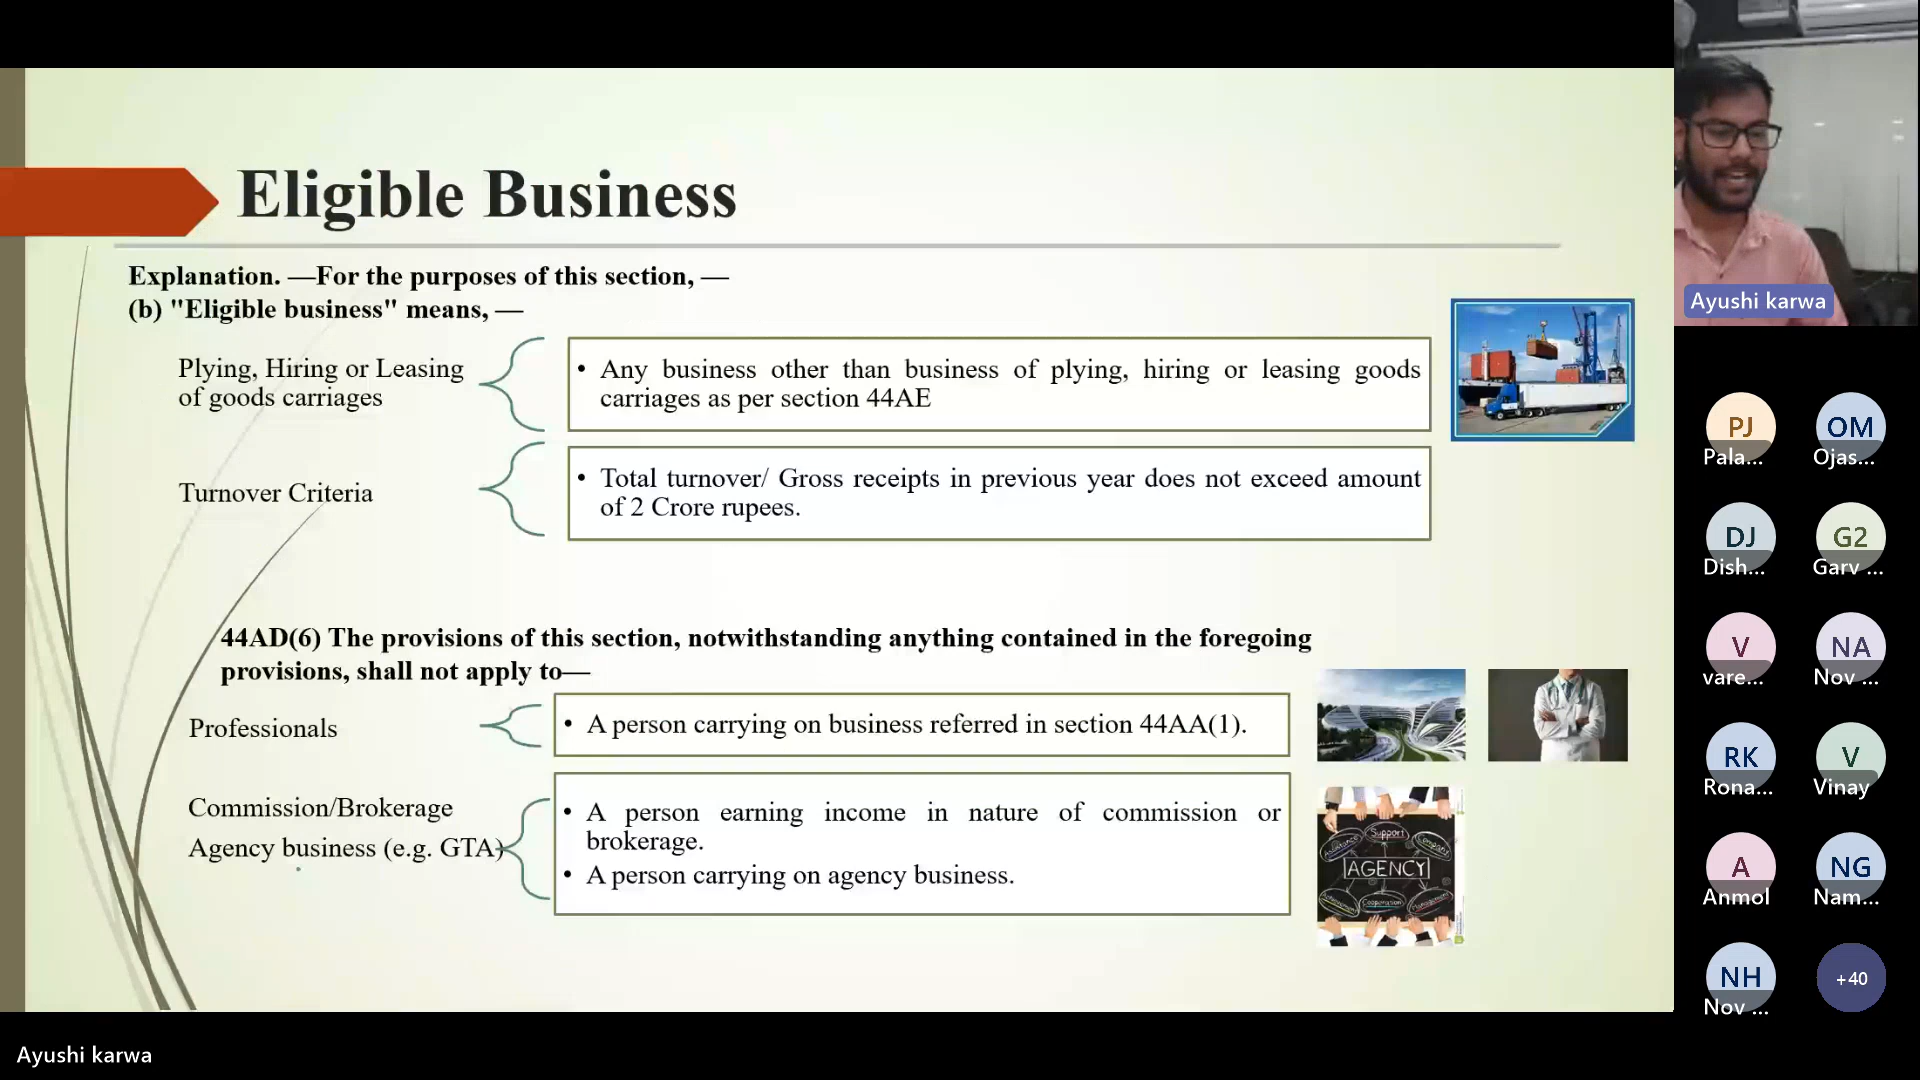 Eligible Business
Explanation. —For the purposes of this section, —
(b) "Eligible business" means, —
Plying, Hiring or Leasing
of goods carriages
• Any business other than business of plying, hiring or leasing goods
carriages as per section 44AE
Turnover Criteria
• Total turnover/ Gross receipts in previous year does not exceed amount
of 2 Crore rupees.
44AD(6) The provisions of this section, notwithstanding anything contained in the foregoing
provisions, shall not apply to—
Professionals
• A person carrying on business referred in section 44AA(1).
Commission/Brokerage
Agency business (e.g. GTA)
• A person earning income in nature of commission or
brokerage.
• A person carrying on agency business.
Support
AGENCY
Cooperation
Ayushi karwa
PJ
Pala...
OM
Ojas...
DJ
Dish...
G2
Garv ...
V
vare...
NA
Nov ...
RK
Rona...
V
Vinay
A
Anmol
NG
Nam...
NH
Nov ...
+40
Ayushi karwa